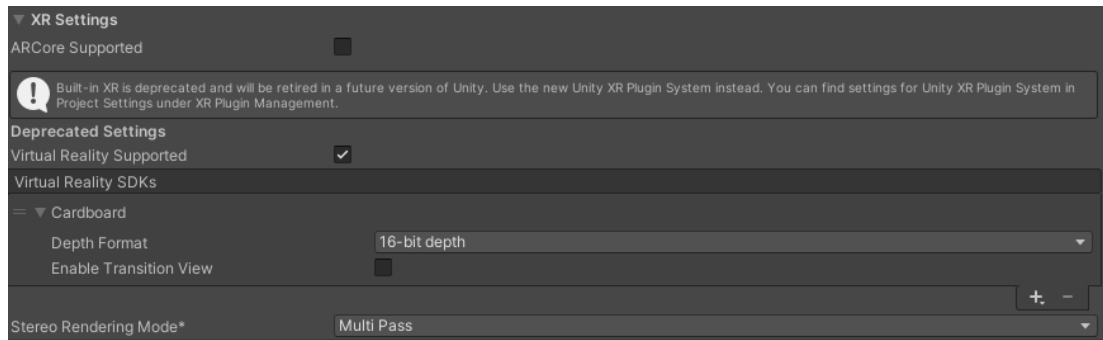 XR Settings
ARCore Supported
Built-in XR is deprecated and will be retired in a future version of Unity. Use the new Unity XR Plugin System instead. You can find settings for Unity XR Plugin System in
Project Settings under XR Plugin Management.
Deprecated Settings
Virtual Reality Supported
Virtual Reality SDKs
Cardboard
Depth Format 16-bit depth
Enable Transition View
Stereo Rendering Mode* Multi Pass